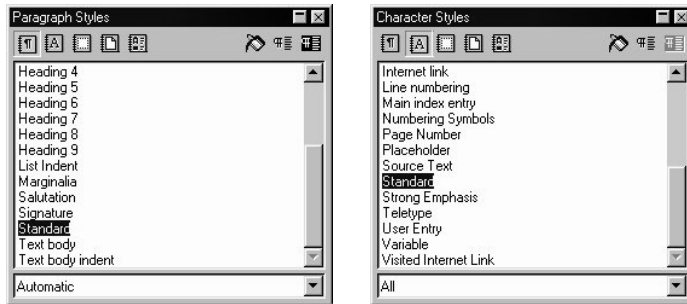 Paragraph Styles
Heading 4
Heading 5
Heading 6
Heading 7
Heading 8
Heading 9
List Indent
Marginalia
Salutation
Signature
Standard
Text body
Text body indent
Automatic
Character Styles
Internet link
Line numbering
Main index entry
Numbering Symbols
Page Number
Placeholder
Source Text
Standard
Strong Emphasis
Teletype
User Entry
Variable
Visited Internet Link
All